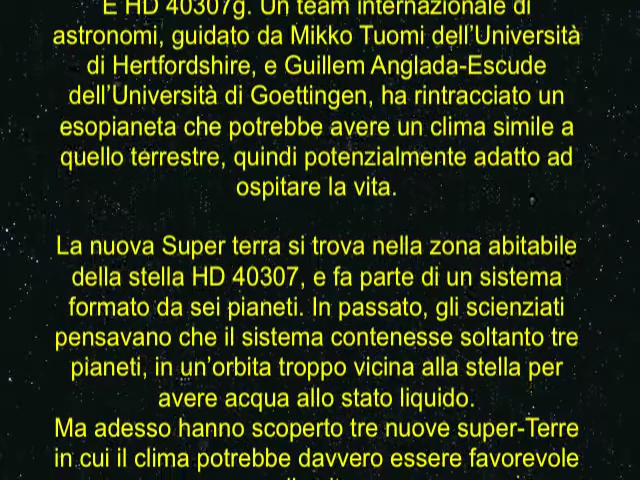 E HD 40307g. Un team internazionale di
astronomi, guidato da Mikko Tuomi dell'Università
di Hertfordshire, e Guillem Anglada-Escude
dell'Università di Goettingen, ha rintracciato un
esopianeta che potrebbe avere un clima simile a
quello terrestre, quindi potenzialmente adatto ad
ospitare la vita.
La nuova Super terra si trova nella zona abitabile
della stella HD 40307, e fa parte di un sistema
formato da sei pianeti. In passato, gli scienziati
pensavano che il sistema contenesse soltanto tre
pianeti, in un'orbita troppo vicina alla stella per
avere acqua allo stato liquido.
Ma adesso hanno scoperto tre nuove super-Terre
in cui il clima potrebbe davvero essere favorevole